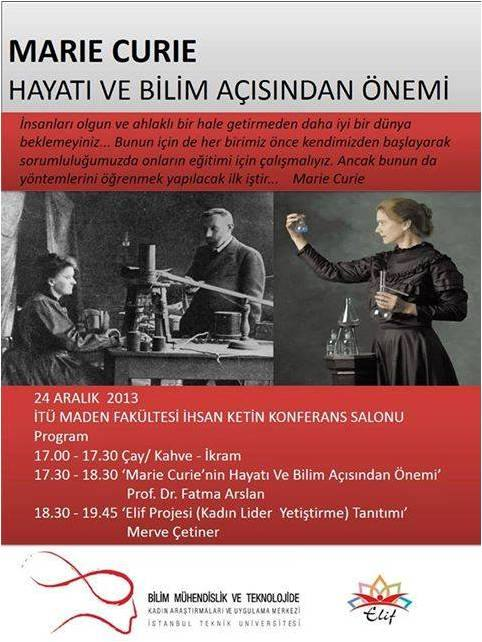 MARIE CURIE
HAYATI VE BİLİM AÇISINDAN ÖNEMİ
İnsanları olgun ve ahlaklı bir hale getirmeden daha iyi bir dünya
beklemeyiniz... Bunun için de her birimiz önce kendimizden başlayarak
sorumluluğumuzda onların eğitimi için çalışmalıyız. Ancak bunun da
yöntemlerini öğrenmek yapılacak ilk iştir... Marie Curie
24 ARALIK 2013
İTÜ MADEN FAKÜLTESİ İHSAN KETİN KONFERANS SALONU
Program
17.00 - 17.30 Çay/ Kahve - İkram
17.30 - 18.30 ‘Marie Curie’nin Hayatı Ve Bilim Açısından Önemi’
Prof. Dr. Fatma Arslan
18.30 - 19.45 ‘Elif Projesi (Kadın Lider Yetiştirme) Tanıtımı’
Merve Çetiner
BİLİM MÜHENDİSLİK VE TEKNOLOJİDE
KADIN ARAŞTIRMALARI VE UYGULAMA MERKEZİ
İSTANBUL TEKNİK ÜNİVERSİTESİ
Elif